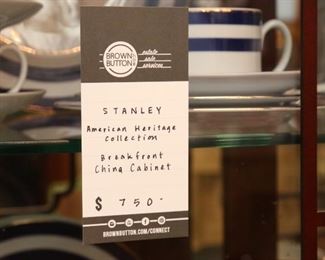 BROWN
BUTTON
estate
sale
services
STANLEY
American Heritage
Collection
Breakfront
China Cabinet
$ 750-
BROWNBUTTON.COM/CONNECT